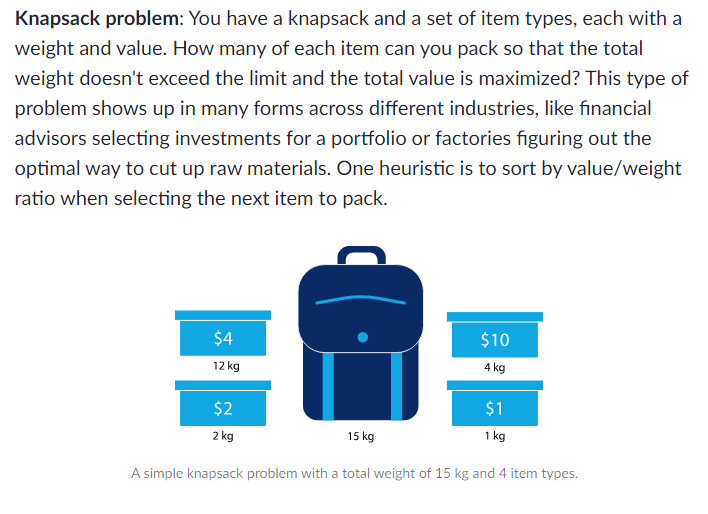 Knapsack problem: You have a knapsack and a set of item types, each with a
weight and value. How many of each item can you pack so that the total
weight doesn't exceed the limit and the total value is maximized? This type of
problem shows up in many forms across different industries, like financial
advisors selecting investments for a portfolio or factories figuring out the
optimal way to cut up raw materials. One heuristic is to sort by value/weight
ratio when selecting the next item to pack.
$4
12 kg
$2
2 kg
15 kg
$10
4 kg
$1
1 kg
A simple knapsack problem with a total weight of 15 kg and 4 item types.